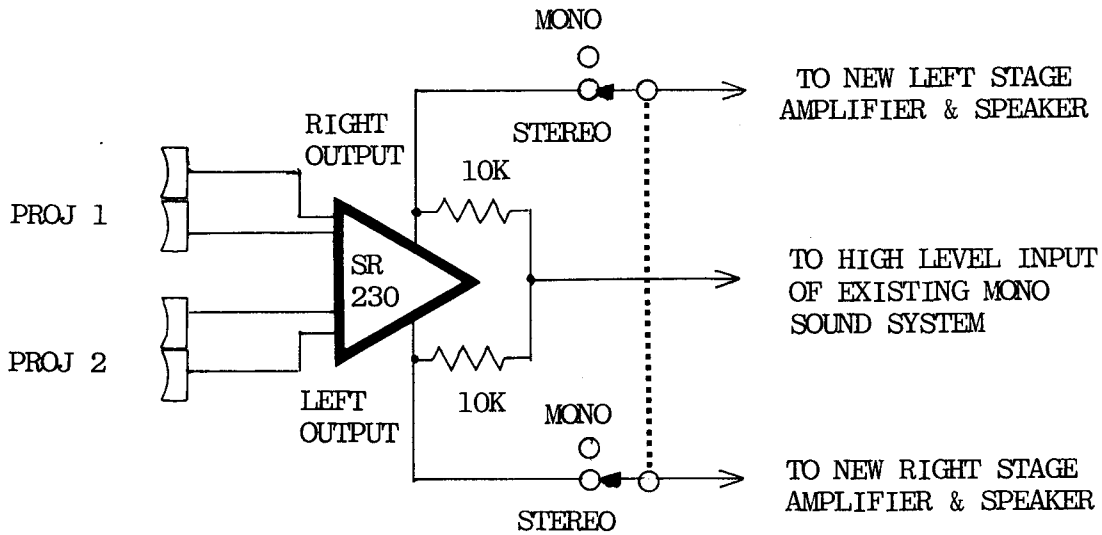 MONO
TO NEW LEFT STAGE
AMPLIFIER & SPEAKER
STEREO
RIGHT
OUTPUT
10K
PROJ 1
SR
230
TO HIGH LEVEL INPUT
OF EXISTING MONO
SOUND SYSTEM
PROJ 2
LEFT
OUTPUT
10K
MONO
TO NEW RIGHT STAGE
AMPLIFIER & SPEAKER
STEREO